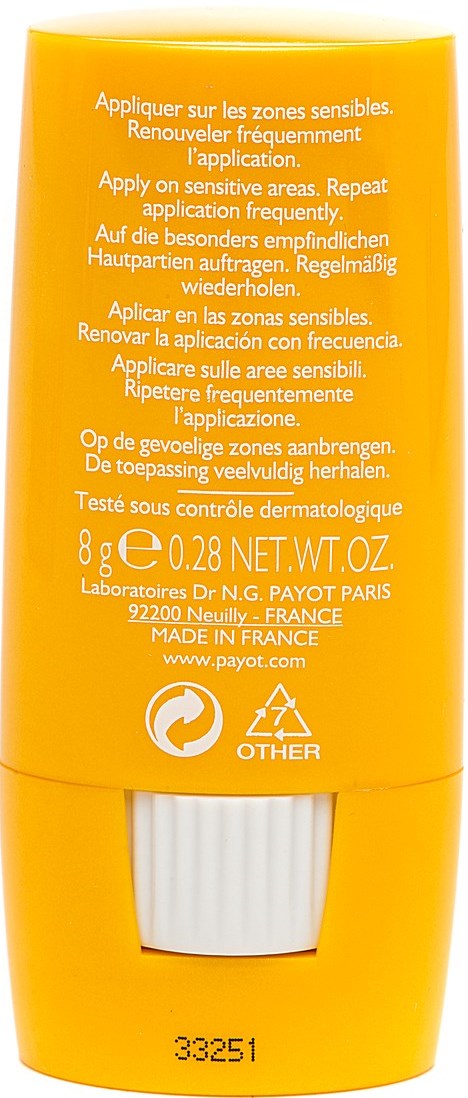 Appliquer sur les zones sensibles.
Renouveler fréquemment
l'application.
Apply on sensitive areas. Repeat
application frequently.
Auf die besonders empfindlichen
Hautpartien auftragen. Regelmäßig
wiederholen.
Aplicar en las zonas sensibles.
Renovar la aplicación con frecuencia.
Applicare sulle aree sensibili.
Ripetere frequentemente
l'applicazione.
Op de gevoelige zones aanbrengen.
De toepassing veelvuldig herhalen.
Testé sous contrôle dermatologique
8 g ℮ 0.28 NET.WT.OZ.
Laboratoires Dr N.G. PAYOT PARIS
92200 Neuilly - FRANCE
MADE IN FRANCE
www.payot.com
7
OTHER
33251